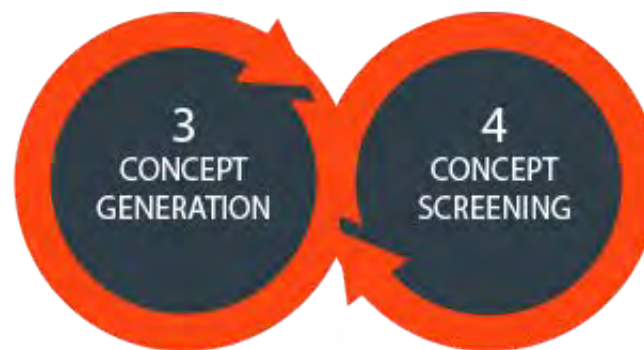 3
CONCEPT
GENERATION
4
CONCEPT
SCREENING